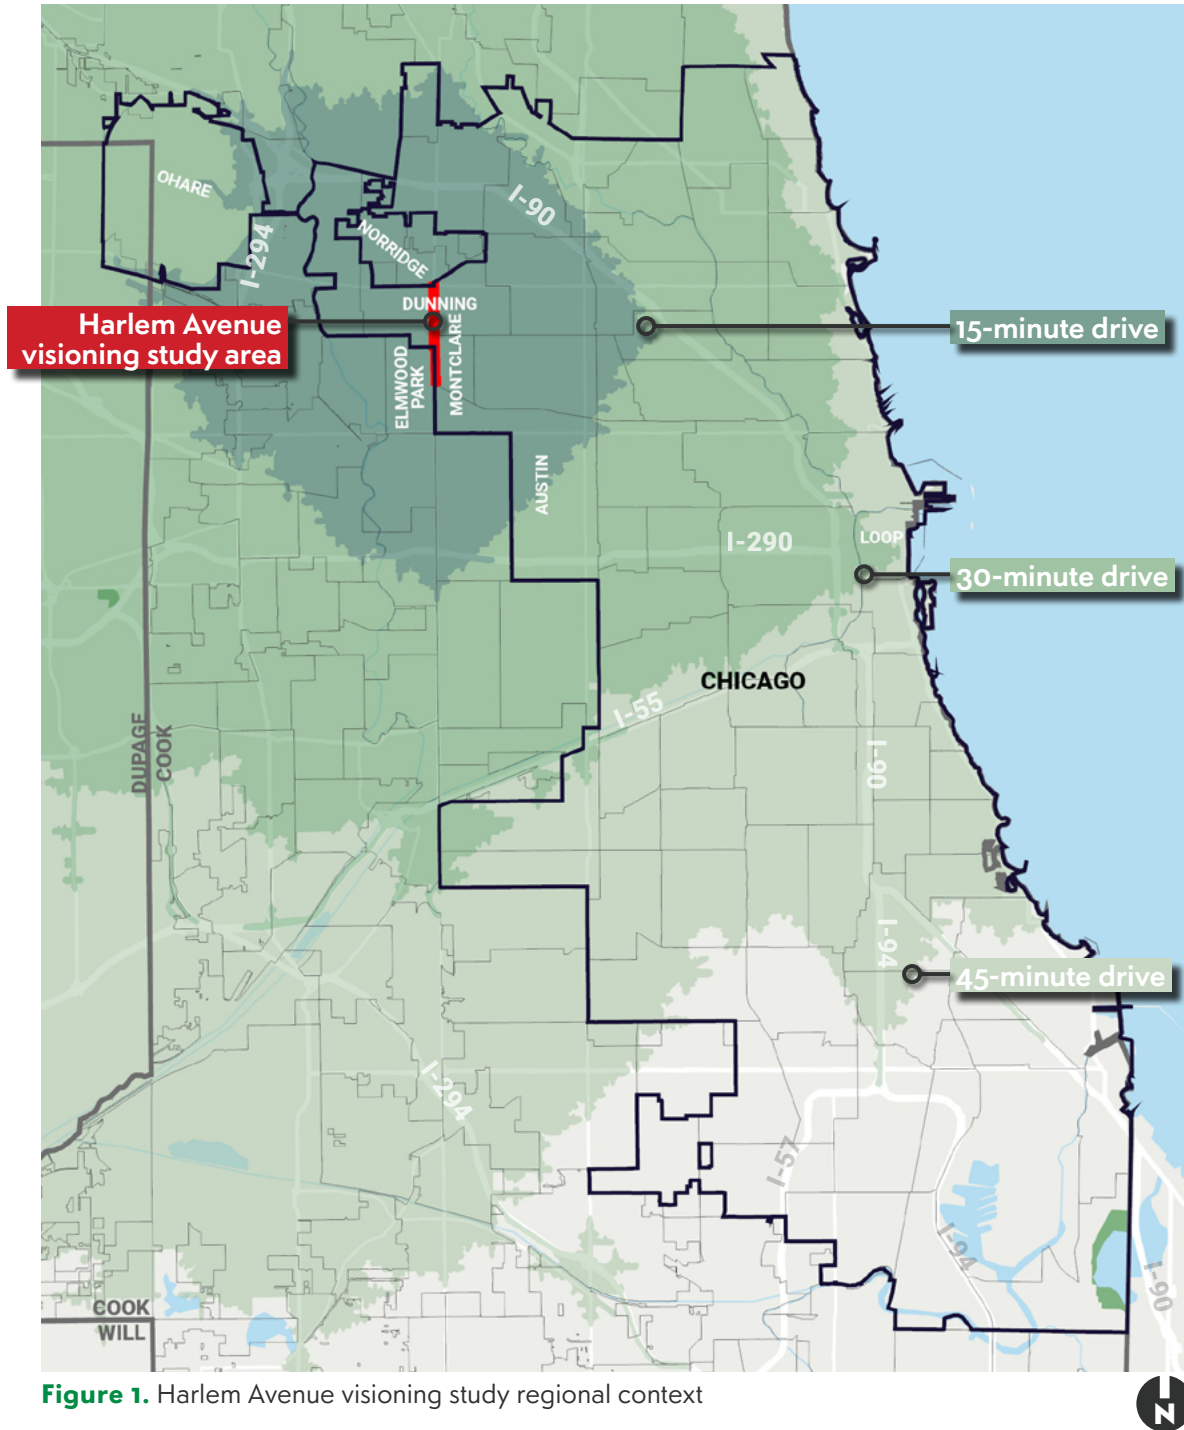 OHARE
I-90
I-294
NORRIDGE
Harlem Avenue
visioning study area
DUNNING
15-minute drive
MONTCLARE
ELMWOOD
PARK
AUSTIN
I-290
LOOP
30-minute drive
CHICAGO
I-55
DUPAGE
COOK
I-90
I-94
45-minute drive
I-294
I-57
I-94
I-90
COOK
WILL
Figure 1. Harlem Avenue visioning study regional context
N